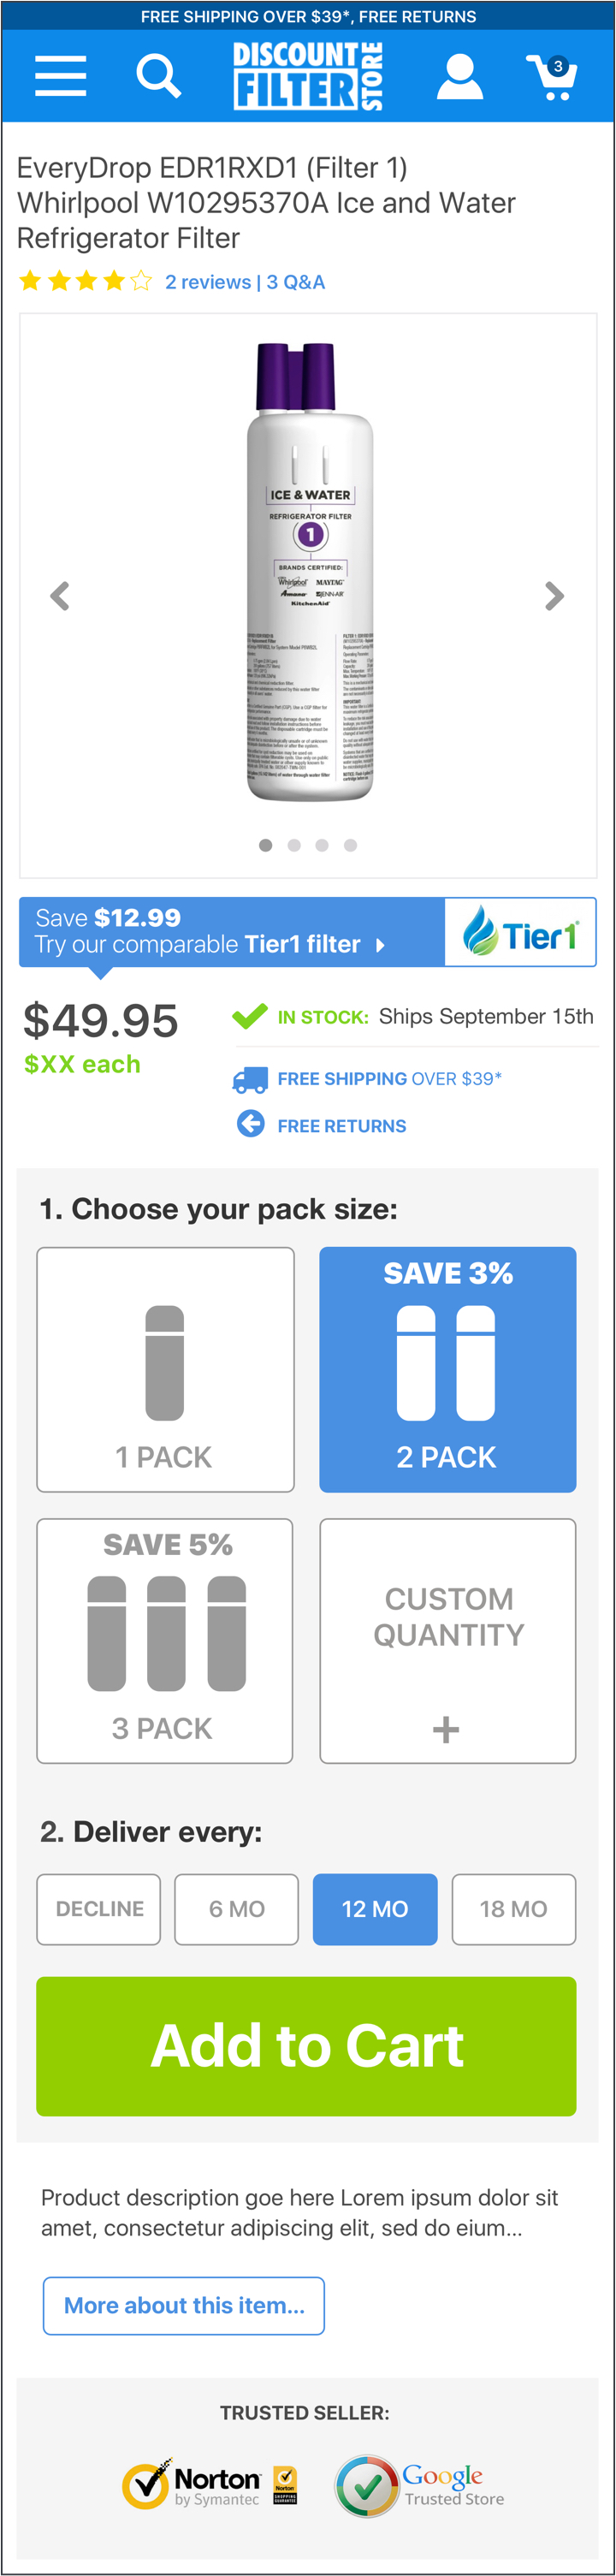 FREE SHIPPING OVER $39*, FREE RETURNS
DISCOUNT
FILTER
STORE
3
EveryDrop EDR1RXD1 (Filter 1)
Whirlpool W10295370A Ice and Water
Refrigerator Filter
2 reviews | 3 Q&A
ICE & WATER
REFRIGERATOR FILTER
1
BRANDS CERTIFIED:
Whirlpool MAYTAG
Amana JENN-AIR
KitchenAid
Save $12.99
Try our comparable Tier1 filter
Tier1
$49.95
IN STOCK: Ships September 15th
$XX each
FREE SHIPPING OVER $39*
FREE RETURNS
1. Choose your pack size:
1 PACK
SAVE 3%
2 PACK
SAVE 5%
3 PACK
CUSTOM
QUANTITY
+
2. Deliver every:
DECLINE
6 MO
12 MO
18 MO
Add to Cart
Product description goe here Lorem ipsum dolor sit
amet, consectetur adipiscing elit, sed do eium...
More about this item...
TRUSTED SELLER:
Norton
by Symantec
Norton
SHOPPING
GUARANTEE
Google
Trusted Store